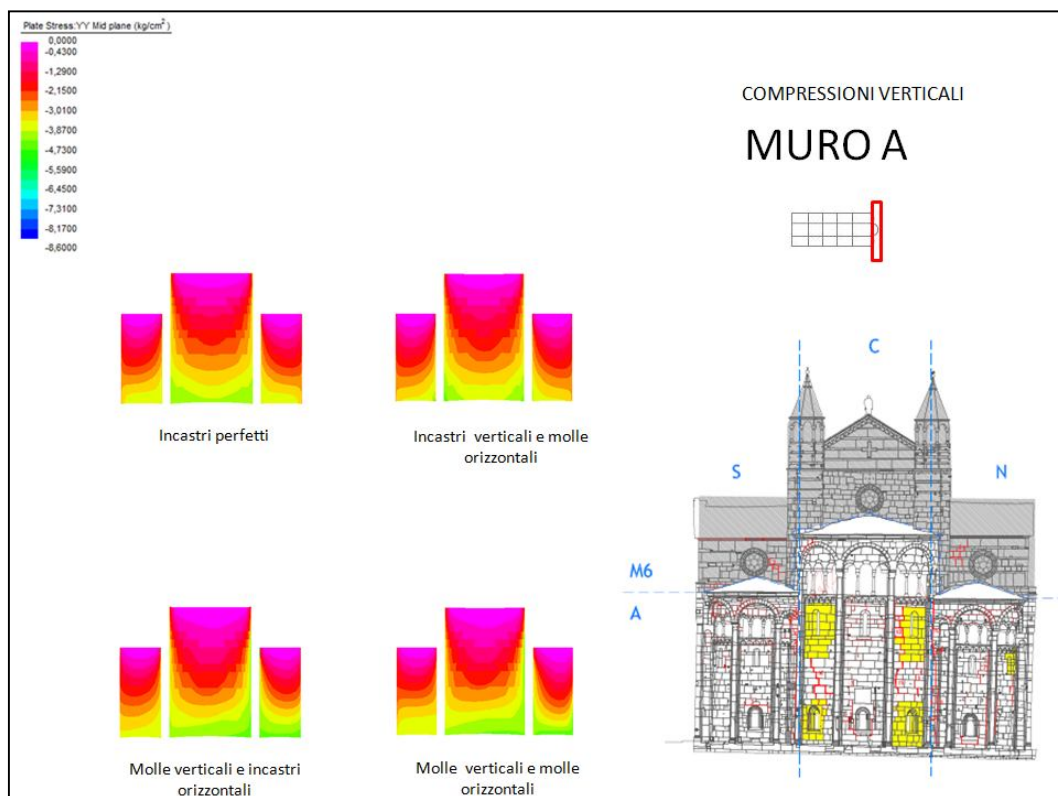 Plate Stress:YY Mid plane (kg/cm²)
0,0000
-0,4300
-1,2900
-2,1500
-3,0100
-3,8700
-4,7300
-5,5900
-6,4500
-7,3100
-8,1700
-8,6000
COMPRESSIONI VERTICALI
MURO A
Incastri perfetti
Incastri verticali e molle
orizzontali
Molle verticali e incastri
orizzontali
Molle verticali e molle
orizzontali
C
S
N
M6
A